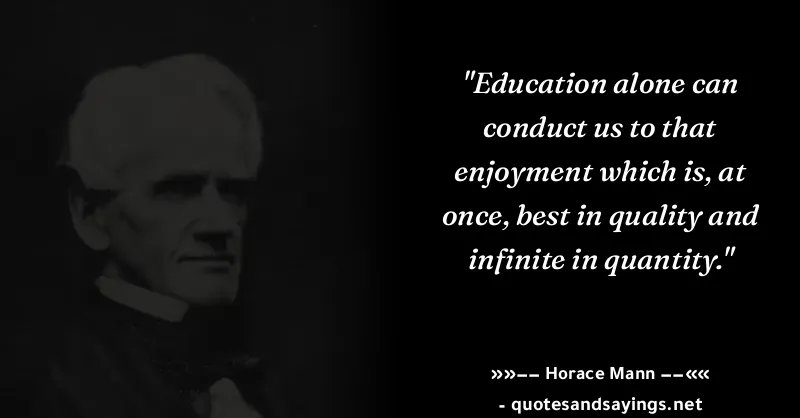 "Education alone can
conduct us to that
enjoyment which is, at
once, best in quality and
infinite in quantity."
»»–– Horace Mann ––««
- quotesandsayings.net